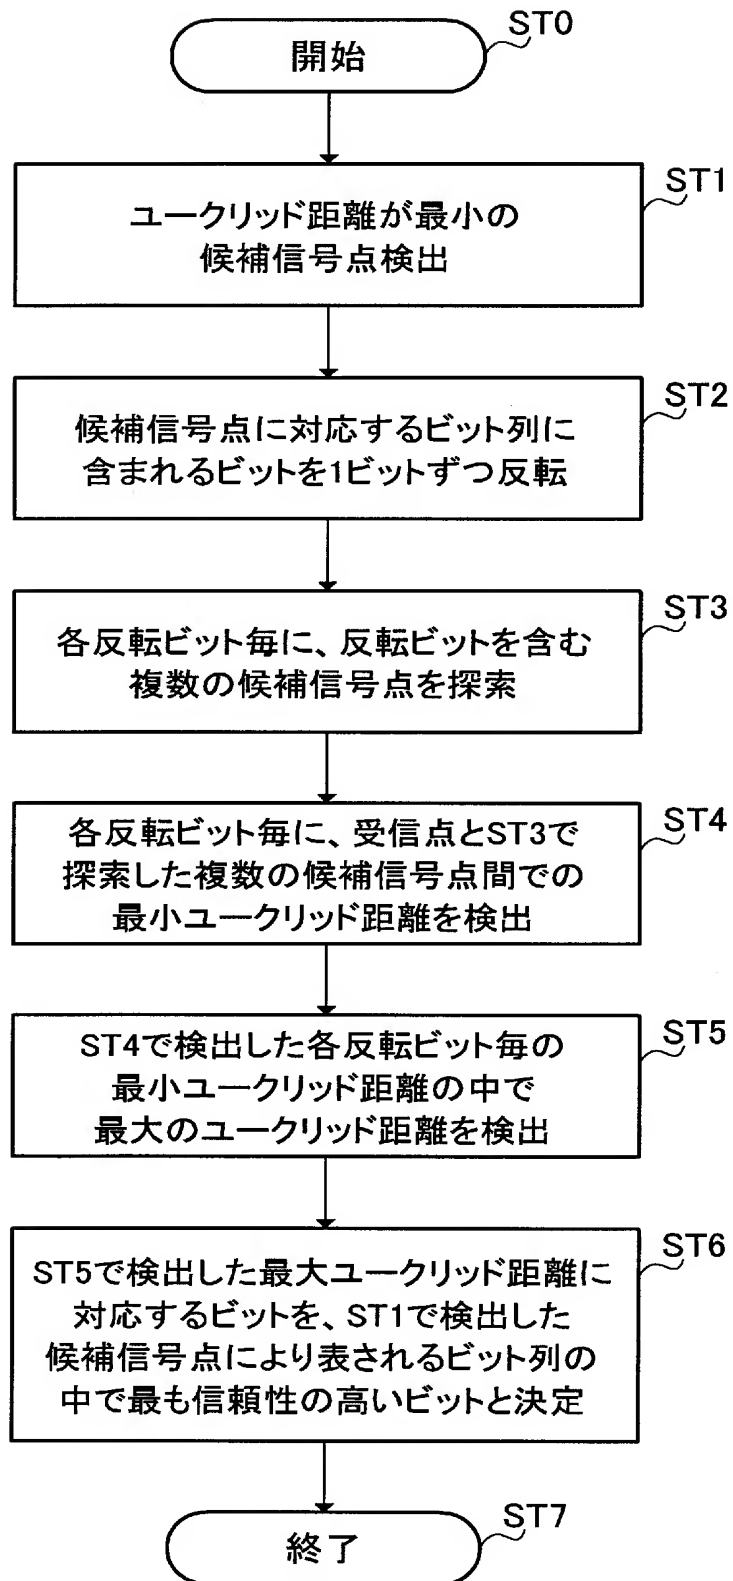 ST0
開始
ST1
ユークリッド距離が最小の
候補信号点検出
ST2
候補信号点に対応するビット列に
含まれるビットを1ビットずつ反転
ST3
各反転ビット毎に、反転ビットを含む
複数の候補信号点を探索
ST4
各反転ビット毎に、受信点とST3で
探索した複数の候補信号点間での
最小ユークリッド距離を検出
ST5
ST4で検出した各反転ビット毎の
最小ユークリッド距離の中で
最大のユークリッド距離を検出
ST6
ST5で検出した最大ユークリッド距離に
対応するビットを、ST1で検出した
候補信号点により表されるビット列の
中で最も信頼性の高いビットと決定
ST7
終了